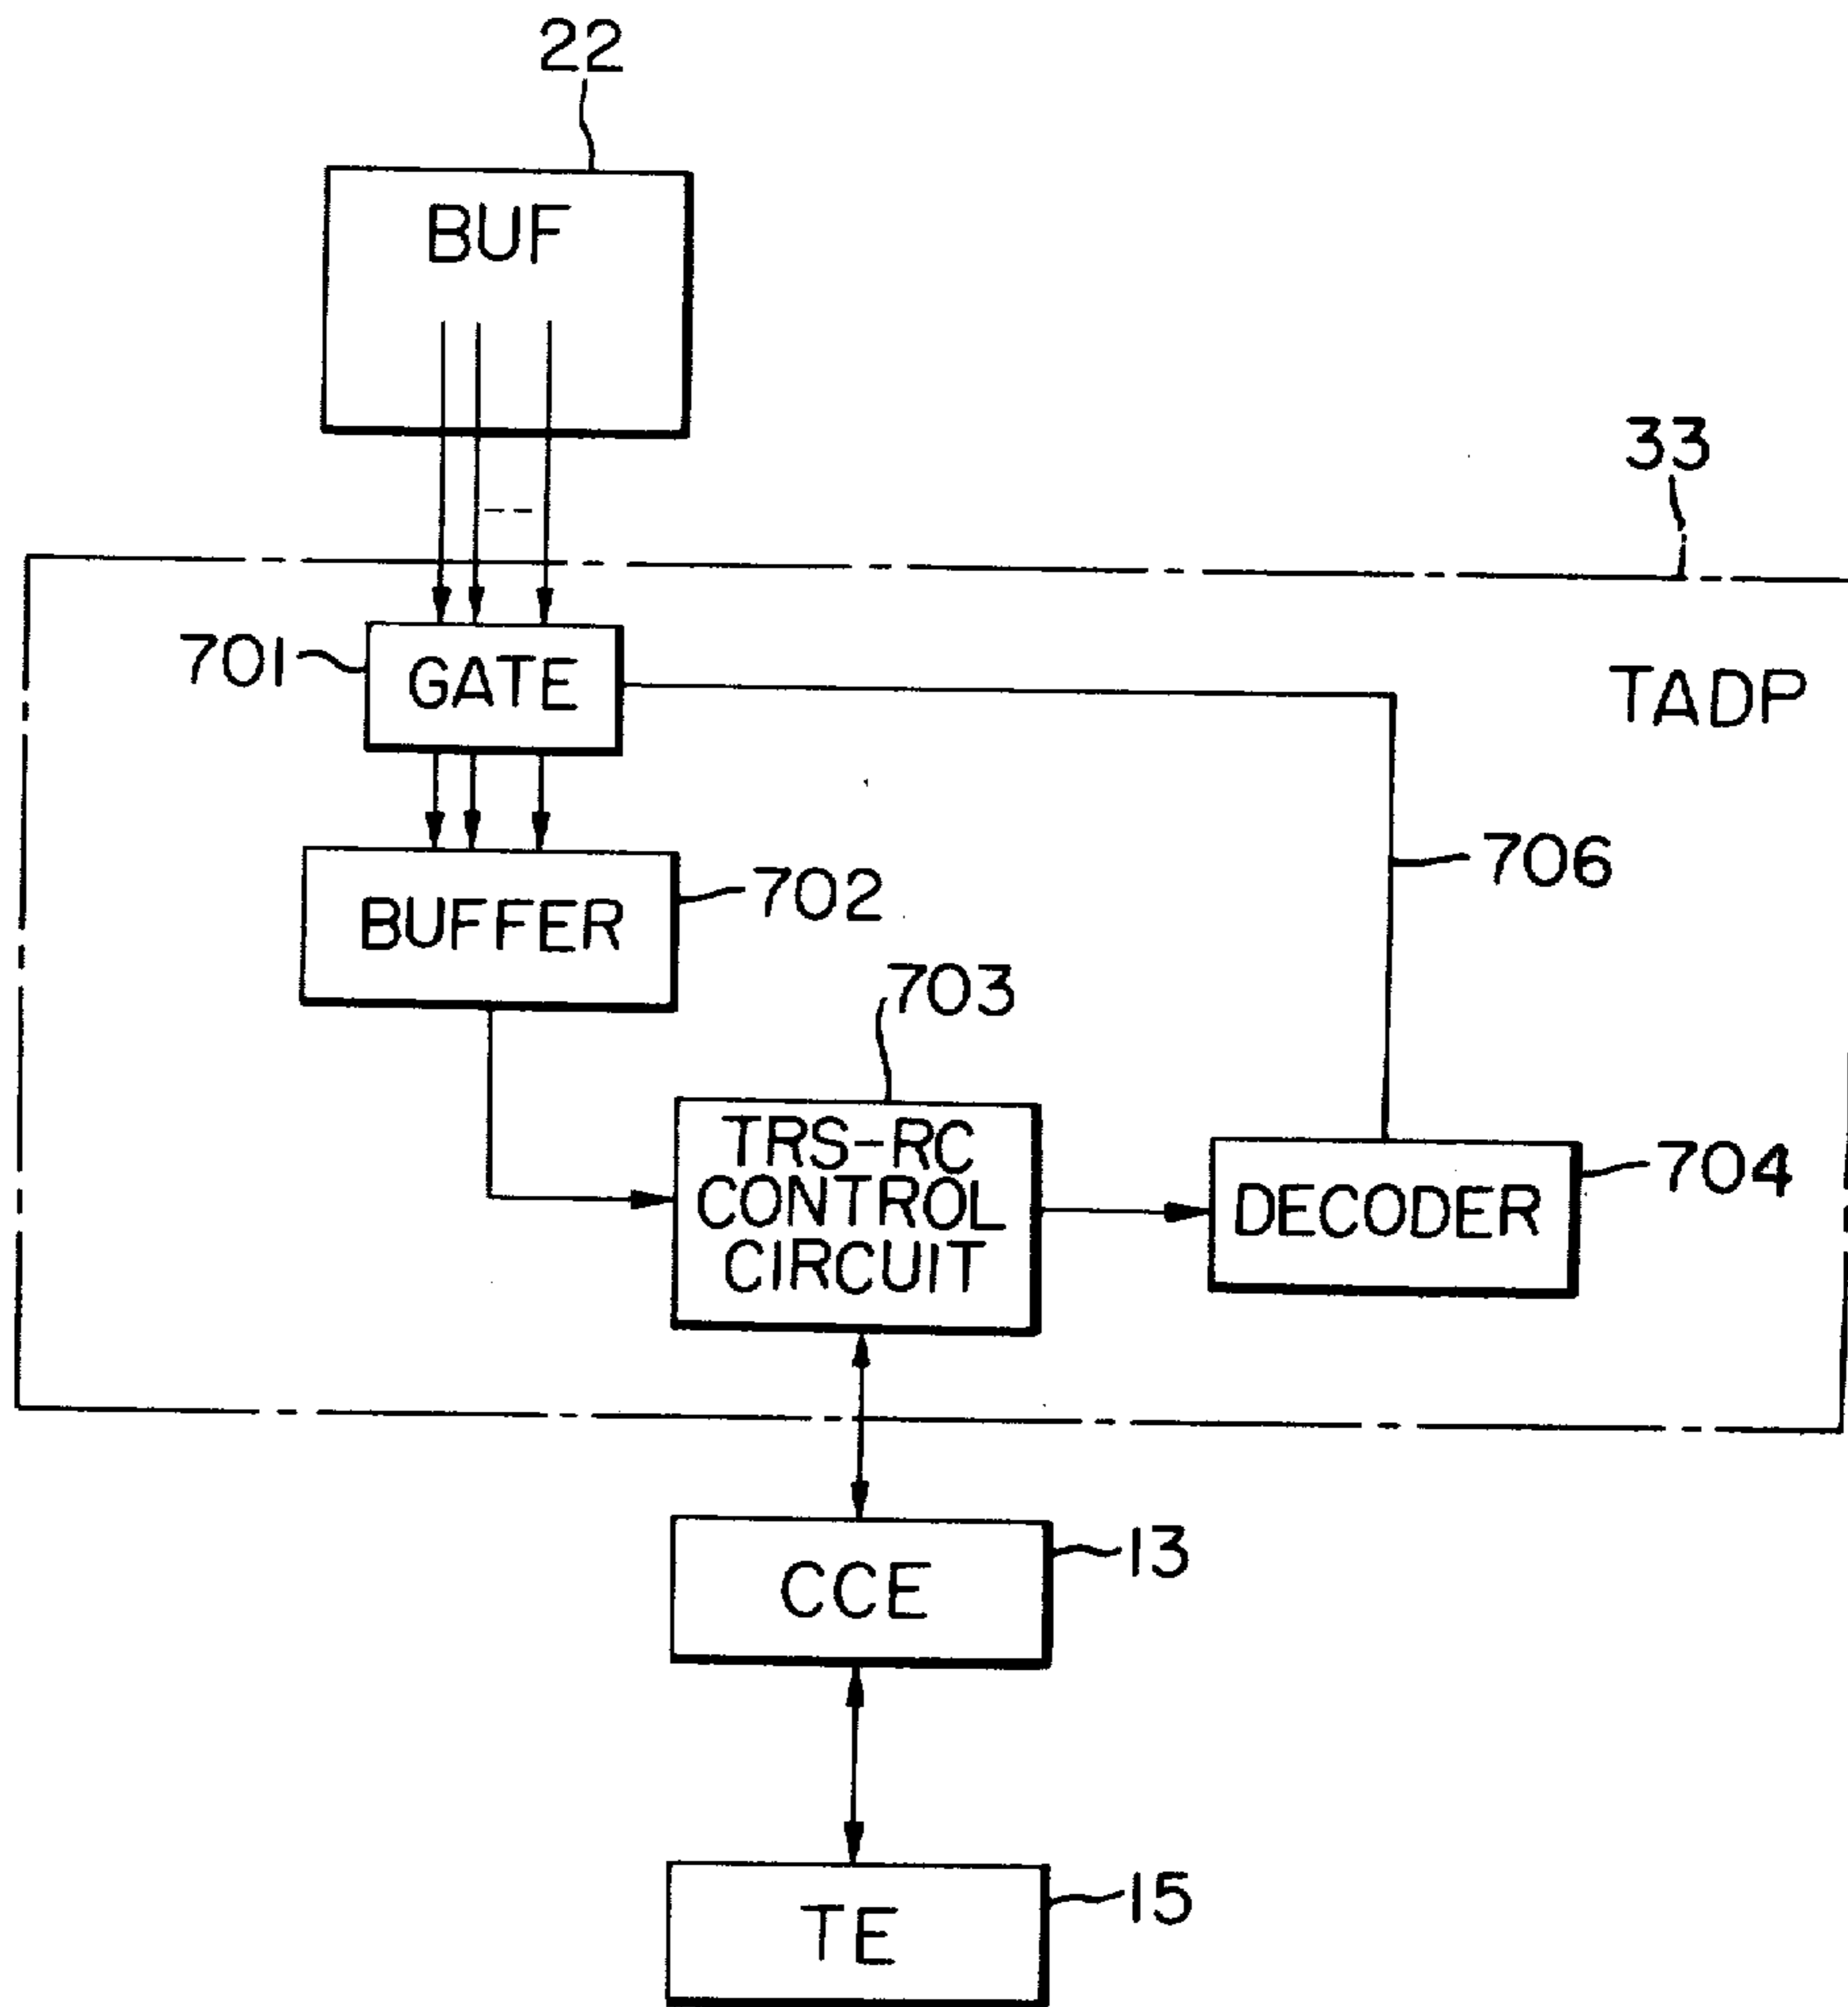 22
BUF
33
701
GATE
TADP
706
BUFFER
702
703
TRS-RC
CONTROL
CIRCUIT
DECODER
704
CCE
13
TE
15